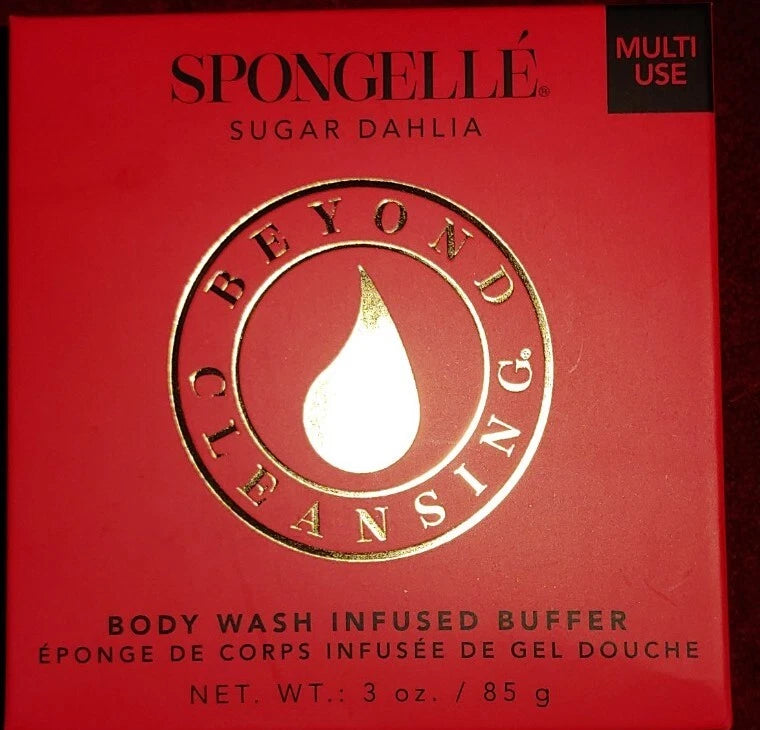 SPONGELLÉ®
MULTI
USE
SUGAR DAHLIA
BEYOND
CLEANSING®
BODY WASH INFUSED BUFFER
ÉPONGE DE CORPS INFUSÉE DE GEL DOUCHE
NET. WT.: 3 oz. / 85 g